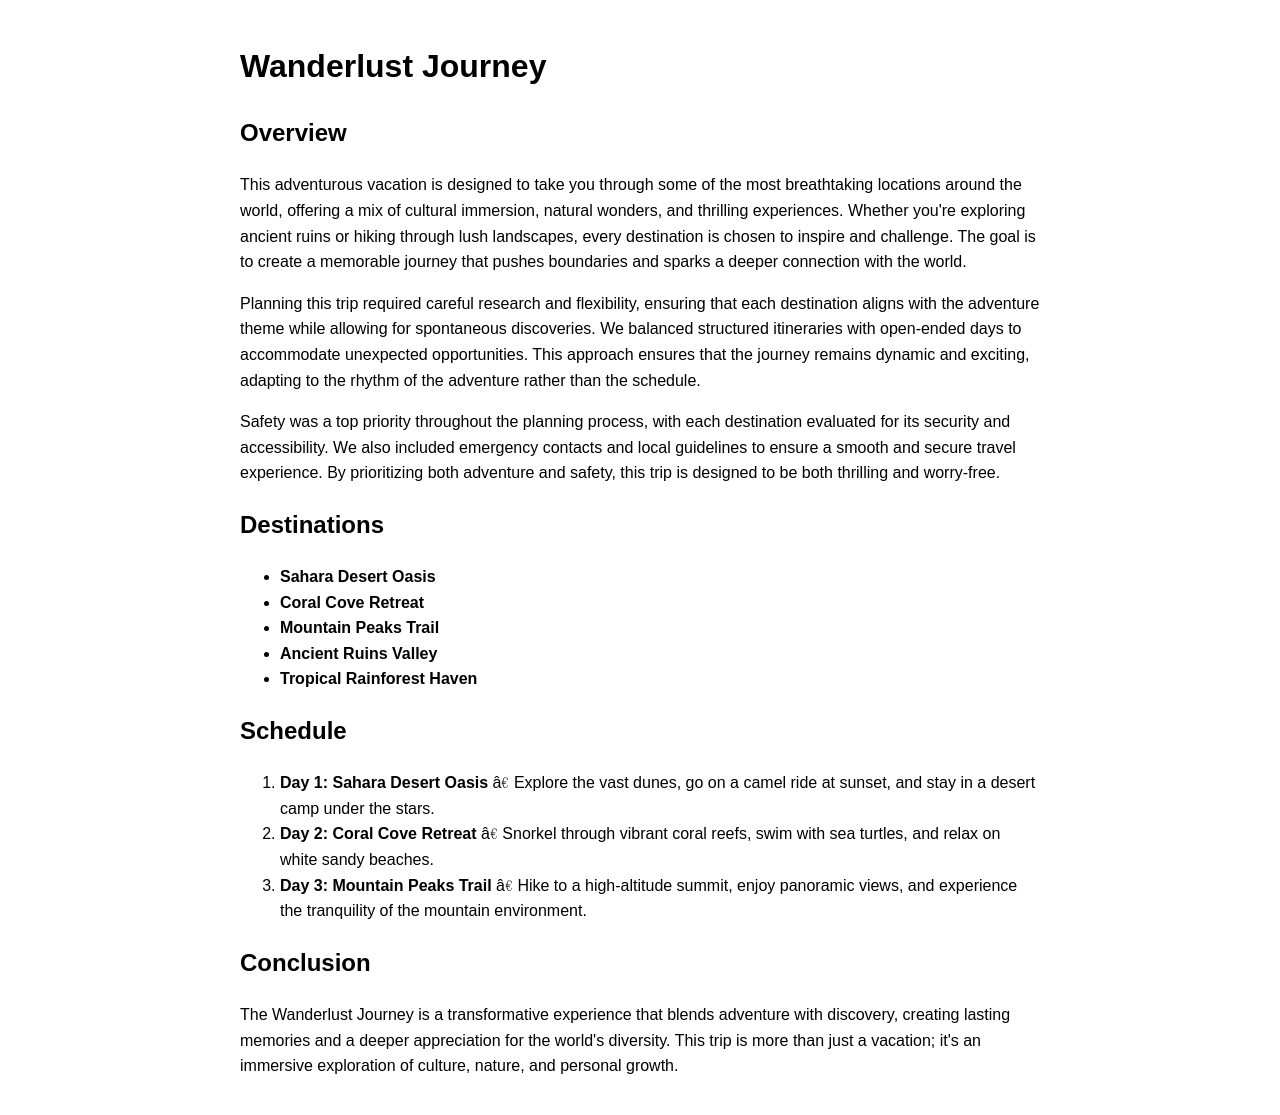 Wanderlust Journey
Overview
This adventurous vacation is designed to take you through some of the most breathtaking locations around the
world, offering a mix of cultural immersion, natural wonders, and thrilling experiences. Whether you're exploring
ancient ruins or hiking through lush landscapes, every destination is chosen to inspire and challenge. The goal is
to create a memorable journey that pushes boundaries and sparks a deeper connection with the world.
Planning this trip required careful research and flexibility, ensuring that each destination aligns with the adventure
theme while allowing for spontaneous discoveries. We balanced structured itineraries with open-ended days to
accommodate unexpected opportunities. This approach ensures that the journey remains dynamic and exciting,
adapting to the rhythm of the adventure rather than the schedule.
Safety was a top priority throughout the planning process, with each destination evaluated for its security and
accessibility. We also included emergency contacts and local guidelines to ensure a smooth and secure travel
experience. By prioritizing both adventure and safety, this trip is designed to be both thrilling and worry-free.
Destinations
• Sahara Desert Oasis
• Coral Cove Retreat
• Mountain Peaks Trail
• Ancient Ruins Valley
• Tropical Rainforest Haven
Schedule
1. Day 1: Sahara Desert Oasis â€ Explore the vast dunes, go on a camel ride at sunset, and stay in a desert
camp under the stars.
2. Day 2: Coral Cove Retreat â€ Snorkel through vibrant coral reefs, swim with sea turtles, and relax on
white sandy beaches.
3. Day 3: Mountain Peaks Trail â€ Hike to a high-altitude summit, enjoy panoramic views, and experience
the tranquility of the mountain environment.
Conclusion
The Wanderlust Journey is a transformative experience that blends adventure with discovery, creating lasting
memories and a deeper appreciation for the world's diversity. This trip is more than just a vacation; it's an
immersive exploration of culture, nature, and personal growth.